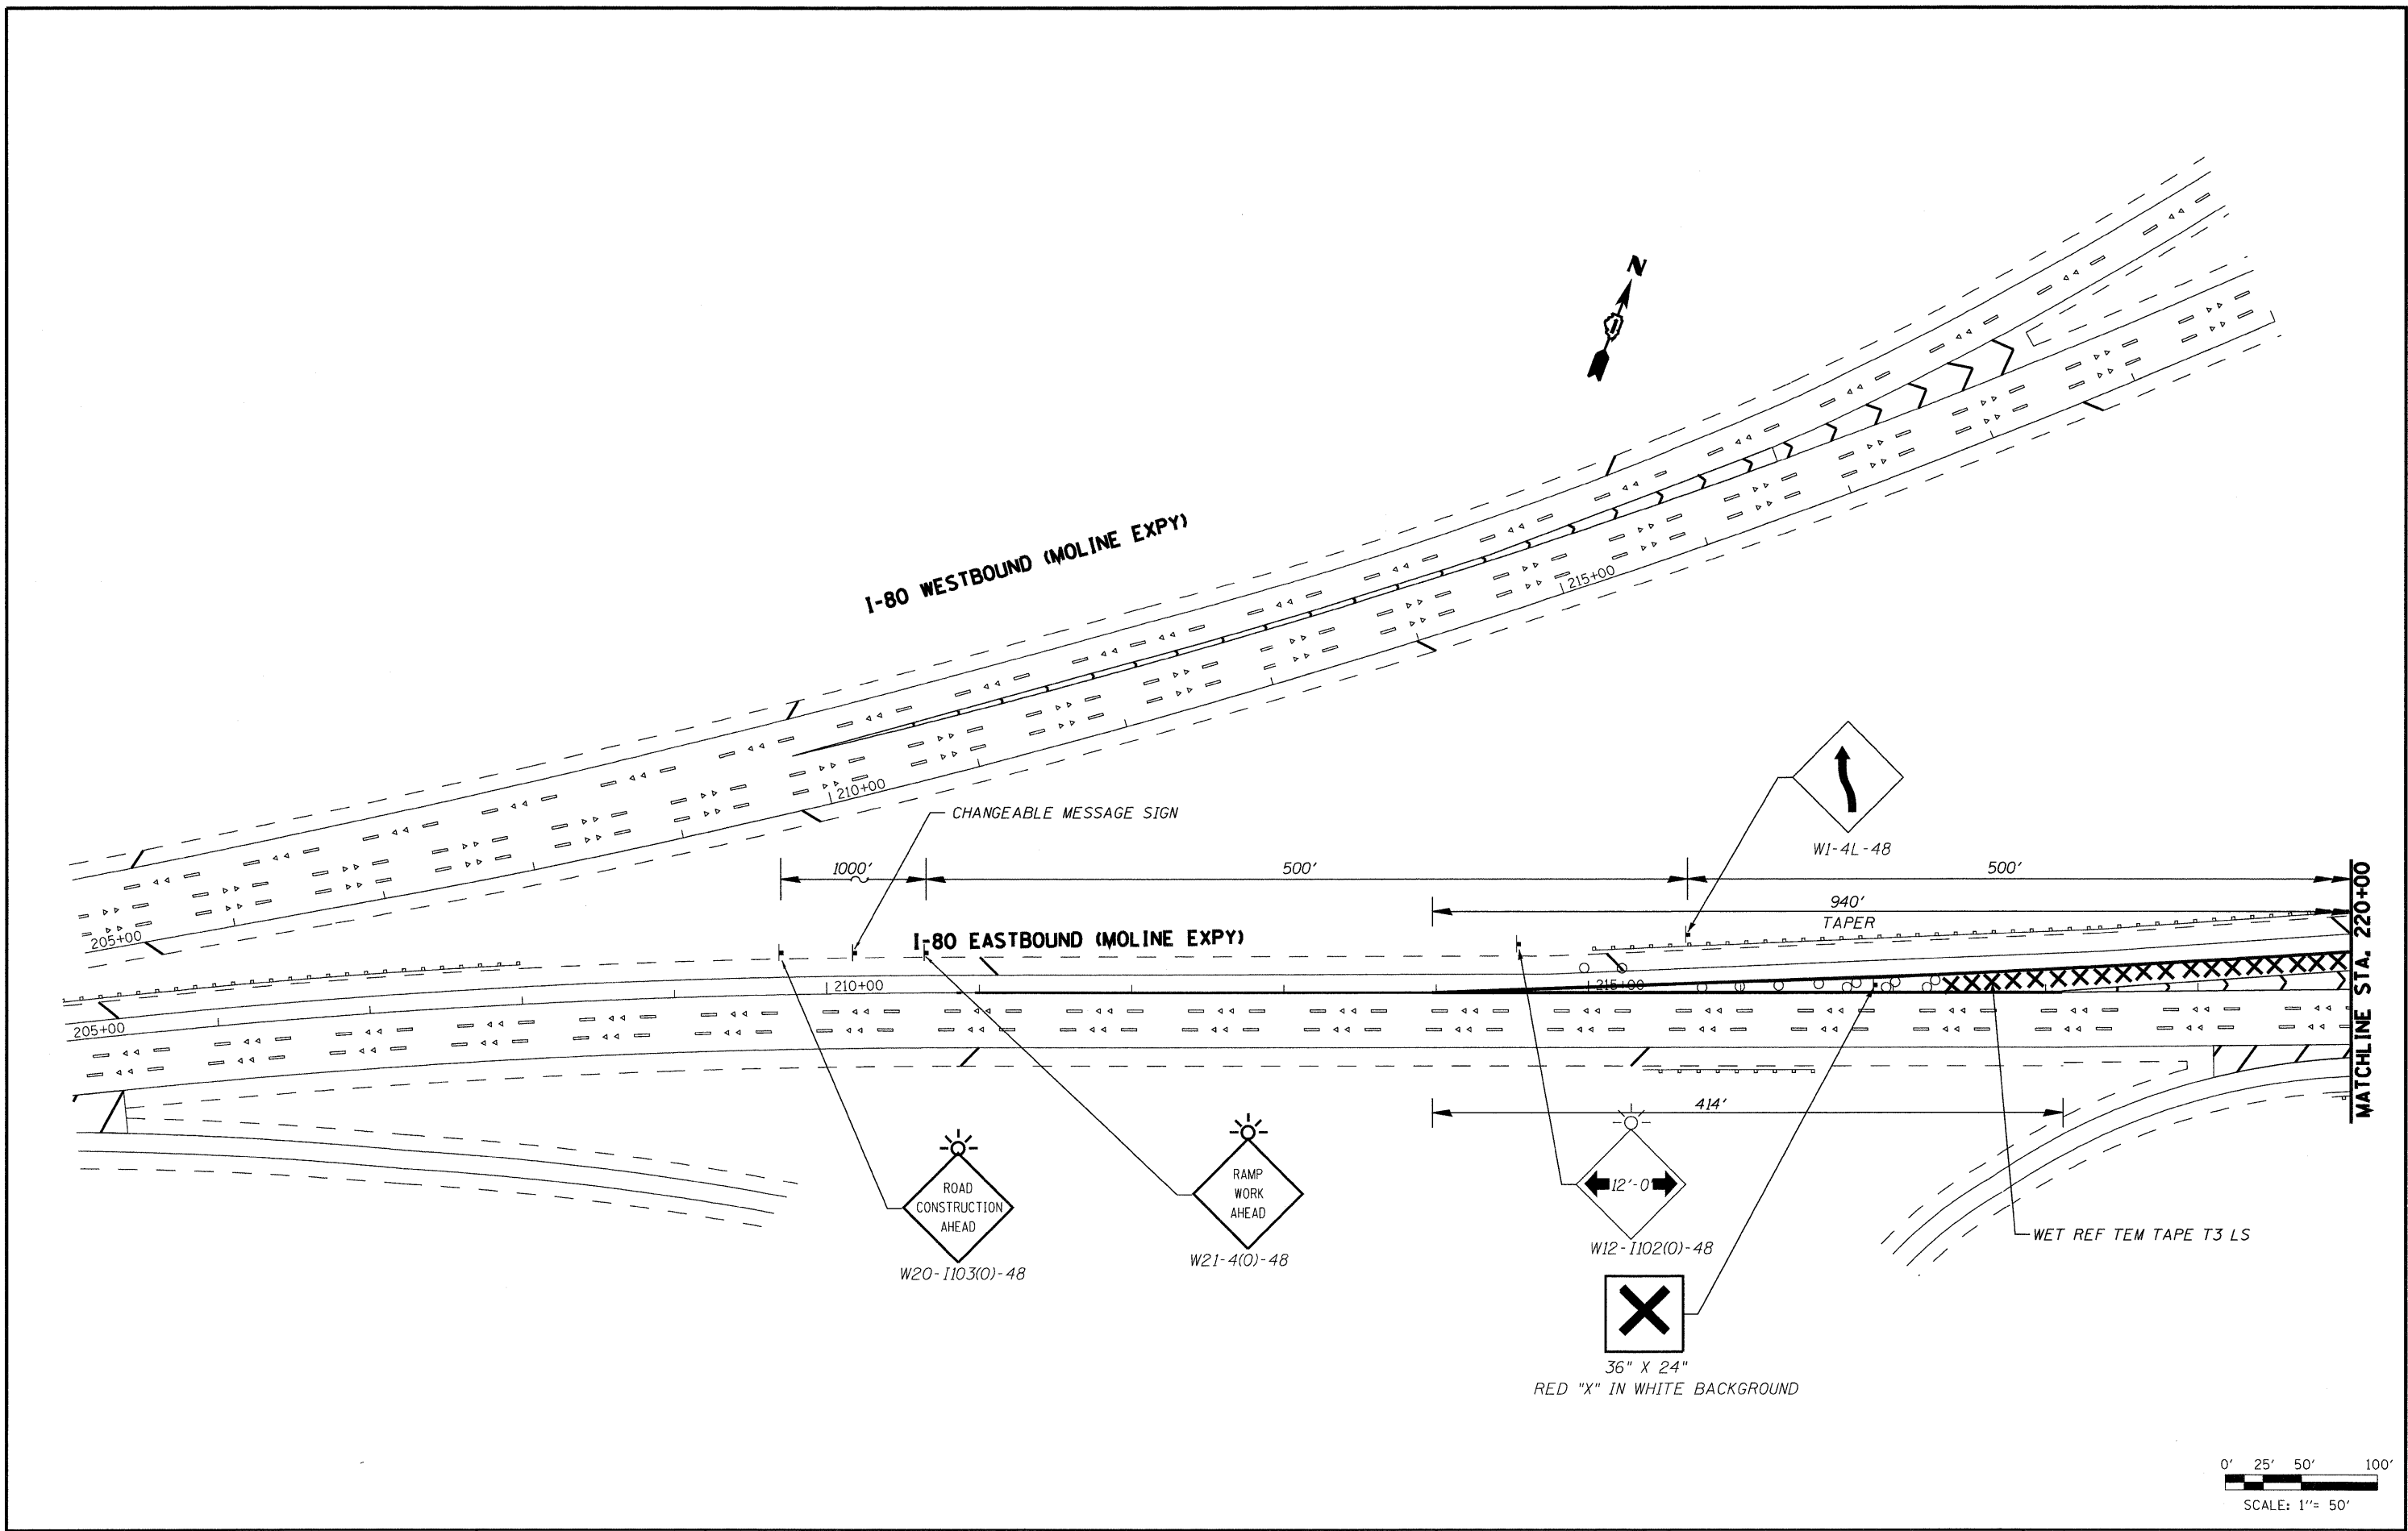 N
I-80 WESTBOUND (MOLINE EXPY)
215+00
210+00
205+00
CHANGEABLE MESSAGE SIGN
W1-4L-48
1000'
500'
500'
940'
TAPER
I-80 EASTBOUND (MOLINE EXPY)
205+00
210+00
215+00
MATCHLINE STA. 220+00
414'
ROAD
CONSTRUCTION
AHEAD
W20-I103(O)-48
RAMP
WORK
AHEAD
W21-4(O)-48
12'-0"
W12-I102(O)-48
WET REF TEM TAPE T3 LS
36" X 24"
RED "X" IN WHITE BACKGROUND
0' 25' 50' 100'
SCALE: 1"= 50'